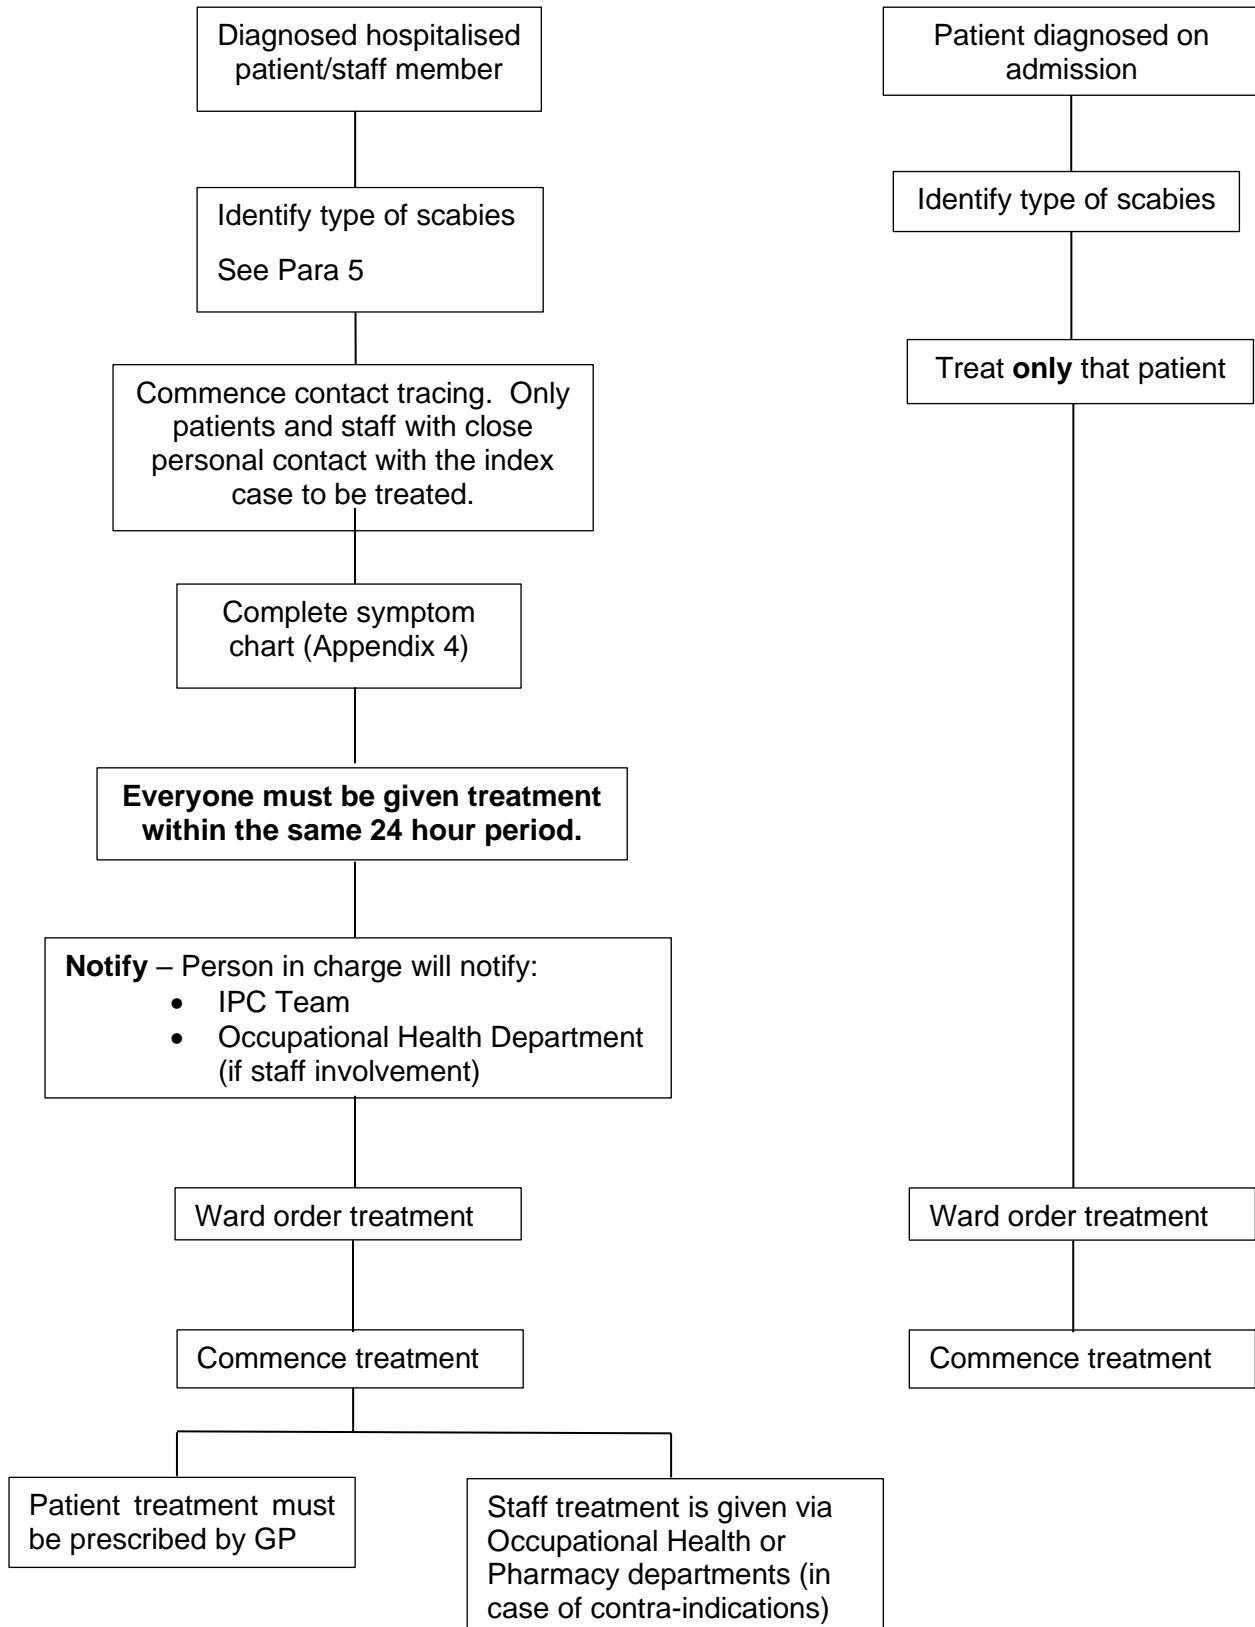 Diagnosed hospitalised
patient/staff member
Identify type of scabies
See Para 5
Commence contact tracing.  Only
patients and staff with close
personal contact with the index
case to be treated.
Complete symptom
chart (Appendix 4)
Everyone must be given treatment
within the same 24 hour period.
Notify – Person in charge will notify:
• IPC Team
• Occupational Health Department
(if staff involvement)
Ward order treatment
Commence treatment
Patient treatment must
be prescribed by GP
Staff treatment is given via
Occupational Health or
Pharmacy departments (in
case of contra-indications)
Patient diagnosed on
admission
Identify type of scabies
Treat only that patient
Ward order treatment
Commence treatment